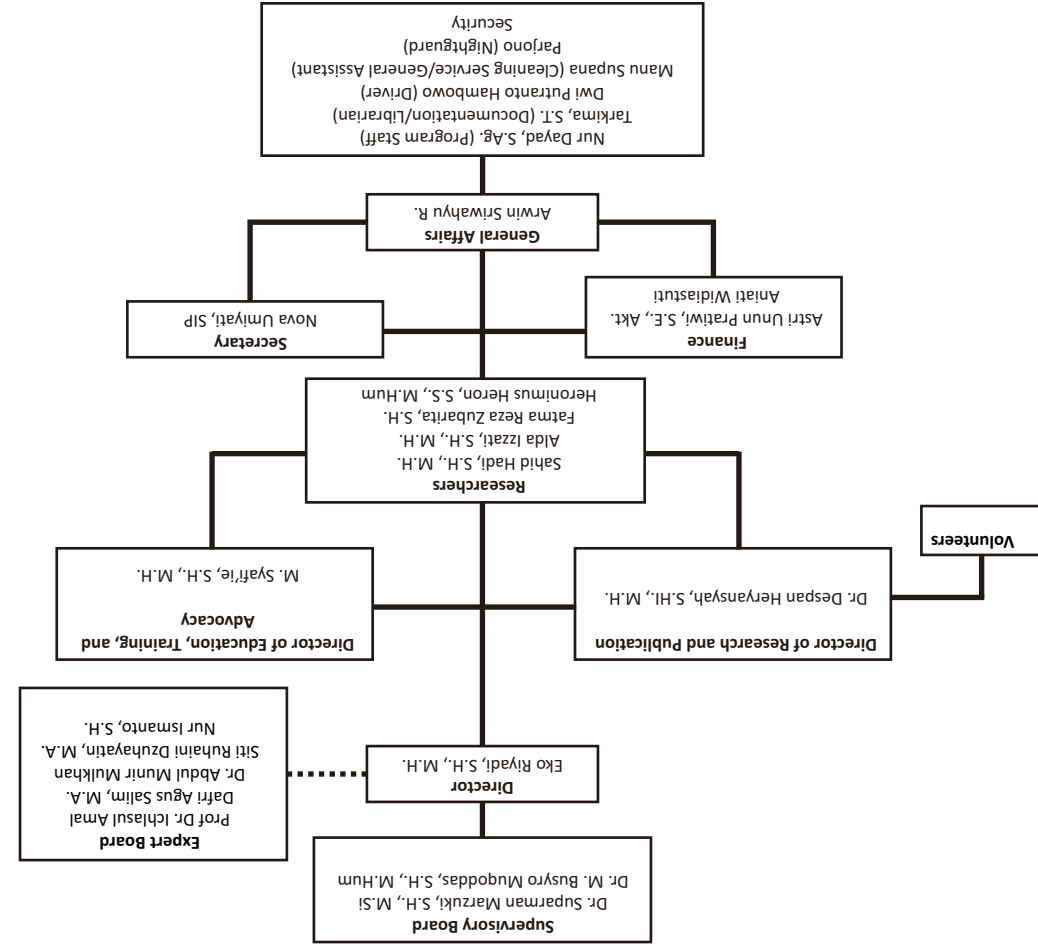 Supervisory Board
Dr. Suparman Marzuki, S.H., M.Si
Dr. M. Busyro Muqoddas, S.H., M.Hum
Director
Eko Riyadi, S.H., M.H.
Expert Board
Prof Dr. Ichlasul Amal
Dafri Agus Salim, M.A.
Dr. Abdul Munir Mulkhan
Siti Ruhaini Dzuhayatin, M.A.
Nur Ismanto, S.H.
Director of Research and Publication
Dr. Despan Heryansyah, S.HI., M.H.
Director of Education, Training, and
Advocacy
M. Syafi'ie, S.H., M.H.
Volunteers
Researchers
Sahid Hadi, S.H., M.H.
Alda Izzati, S.H., M.H.
Fatma Reza Zubarita, S.H.
Heronimus Heron, S.S., M.Hum
Finance
Astri Unun Pratiwi, S.E., Akt.
Aniati Widiastuti
Secretary
Nova Umiyati, SIP
General Affairs
Arwin Sriwahyu R.
Nur Dayad, S.Ag. (Program Staff)
Tarkima, S.T. (Documentation/Librarian)
Dwi Putranto Hambowo (Driver)
Manu Supana (Cleaning Service/General Assistant)
Parjono (Nightguard)
Security